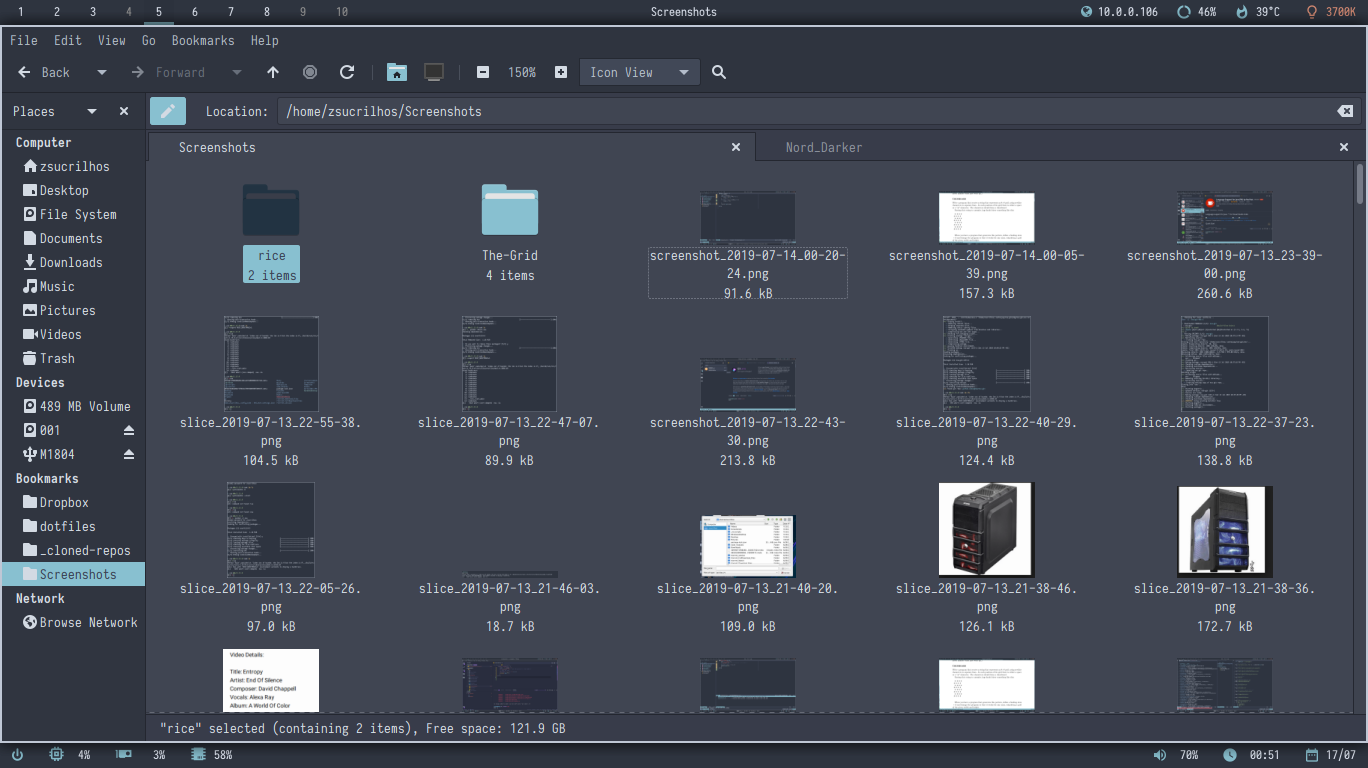 1 2 3 4 5 6 7 8 9 10 Screenshots 10.0.0.106 46% 39°C 3700K
File Edit View Go Bookmarks Help
Back Forward 150% Icon View
Places Location: /home/zsucrilhos/Screenshots
Screenshots Nord_Darker
Computer
zsucrilhos
Desktop
File System
Documents
Downloads
Music
Pictures
Videos
Trash
Devices
489 MB Volume
001
M1804
Bookmarks
Dropbox
dotfiles
_cloned-repos
Screenshots
Network
Browse Network
rice
2 items
The-Grid
4 items
screenshot_2019-07-14_00-20-
24.png
91.6 kB
screenshot_2019-07-14_00-05-
39.png
157.3 kB
screenshot_2019-07-13_23-39-
00.png
260.6 kB
slice_2019-07-13_22-55-38.
png
104.5 kB
slice_2019-07-13_22-47-07.
png
89.9 kB
screenshot_2019-07-13_22-43-
30.png
213.8 kB
slice_2019-07-13_22-40-29.
png
124.4 kB
slice_2019-07-13_22-37-23.
png
138.8 kB
slice_2019-07-13_22-05-26.
png
97.0 kB
slice_2019-07-13_21-46-03.
png
18.7 kB
slice_2019-07-13_21-40-20.
png
109.0 kB
slice_2019-07-13_21-38-46.
png
126.1 kB
slice_2019-07-13_21-38-36.
png
172.7 kB
Video Details:
Title: Entropy
Artist: End Of Silence
Composer: David Chappell
Vocals: Alexa Ray
Album: A World Of Color
"rice" selected (containing 2 items), Free space: 121.9 GB
4% 3% 58% 70% 00:51 17/07